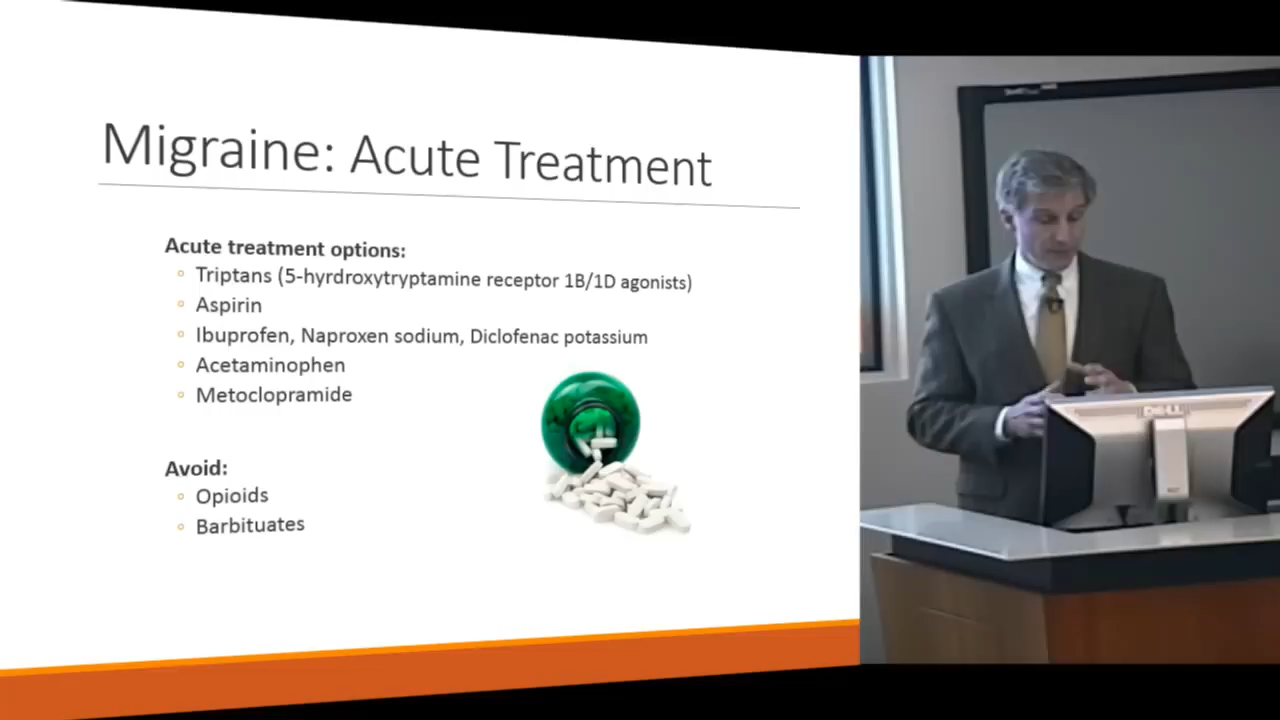 Migraine: Acute Treatment
Acute treatment options:
Triptans (5-hyrdroxytryptamine receptor 1B/1D agonists)
Aspirin
Ibuprofen, Naproxen sodium, Diclofenac potassium
Acetaminophen
Metoclopramide
Avoid:
Opioids
Barbituates
DELL